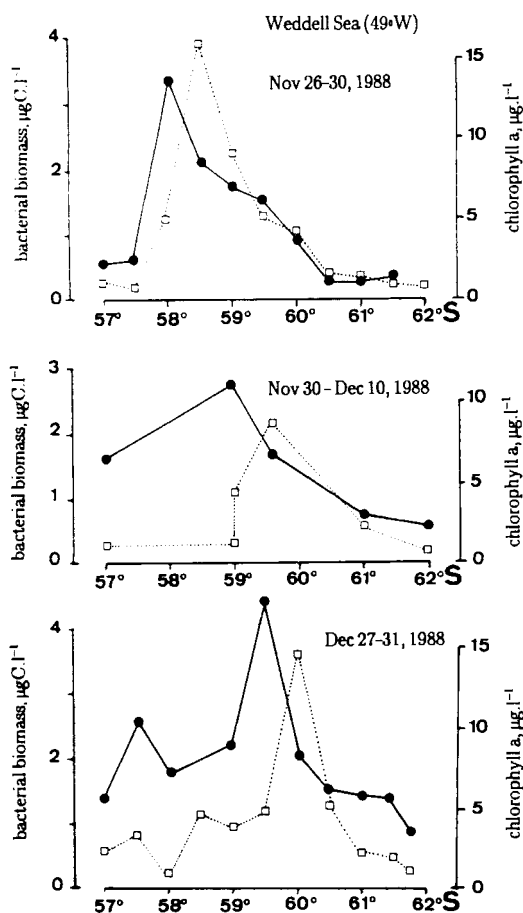 Weddell Sea (49°W)
Nov 26-30, 1988
bacterial biomass, µgC.l⁻¹
chlorophyll a, µg.l⁻¹
4
2
0
15
10
5
0
57° 58° 59° 60° 61° 62°S
Nov 30 - Dec 10, 1988
bacterial biomass, µgC.l⁻¹
chlorophyll a, µg.l⁻¹
3
2
1
0
10
5
0
57° 58° 59° 60° 61° 62°S
Dec 27-31, 1988
bacterial biomass, µgC.l⁻¹
chlorophyll a, µg.l⁻¹
4
2
0
15
10
5
0
57° 58° 59° 60° 61° 62°S